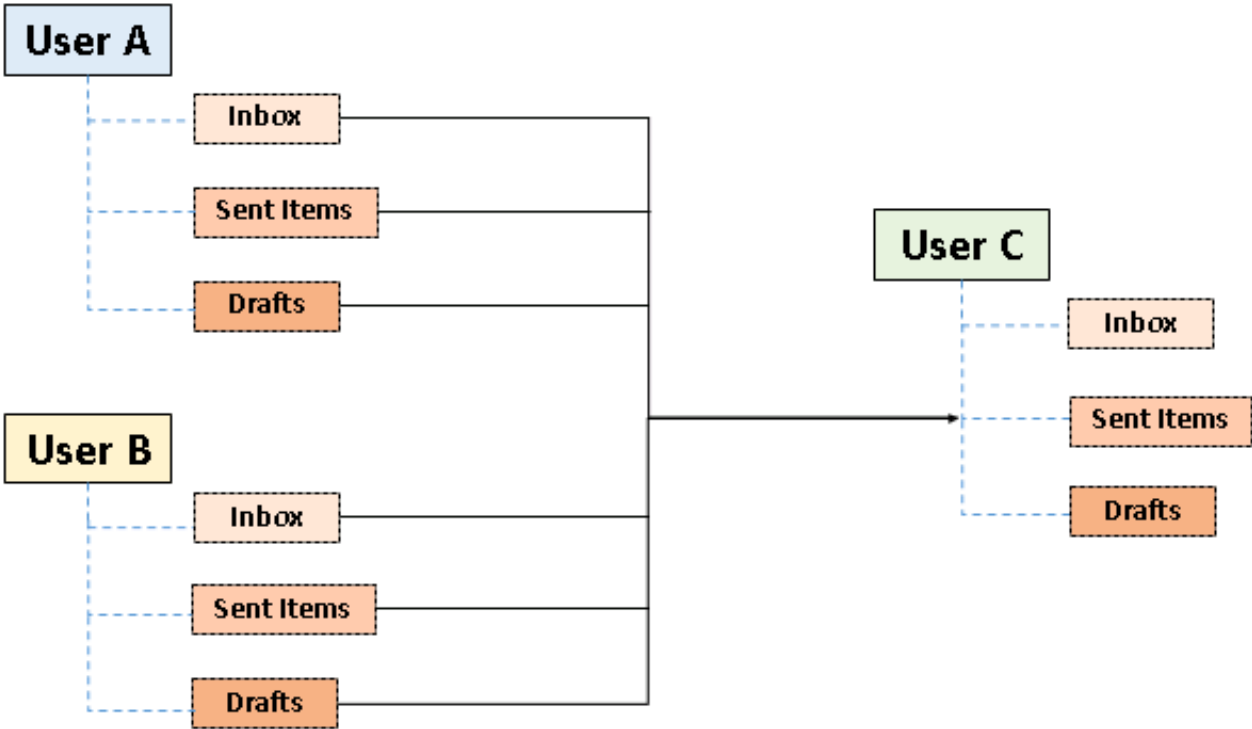 User A
Inbox
Sent Items
Drafts
User B
Inbox
Sent Items
Drafts
User C
Inbox
Sent Items
Drafts